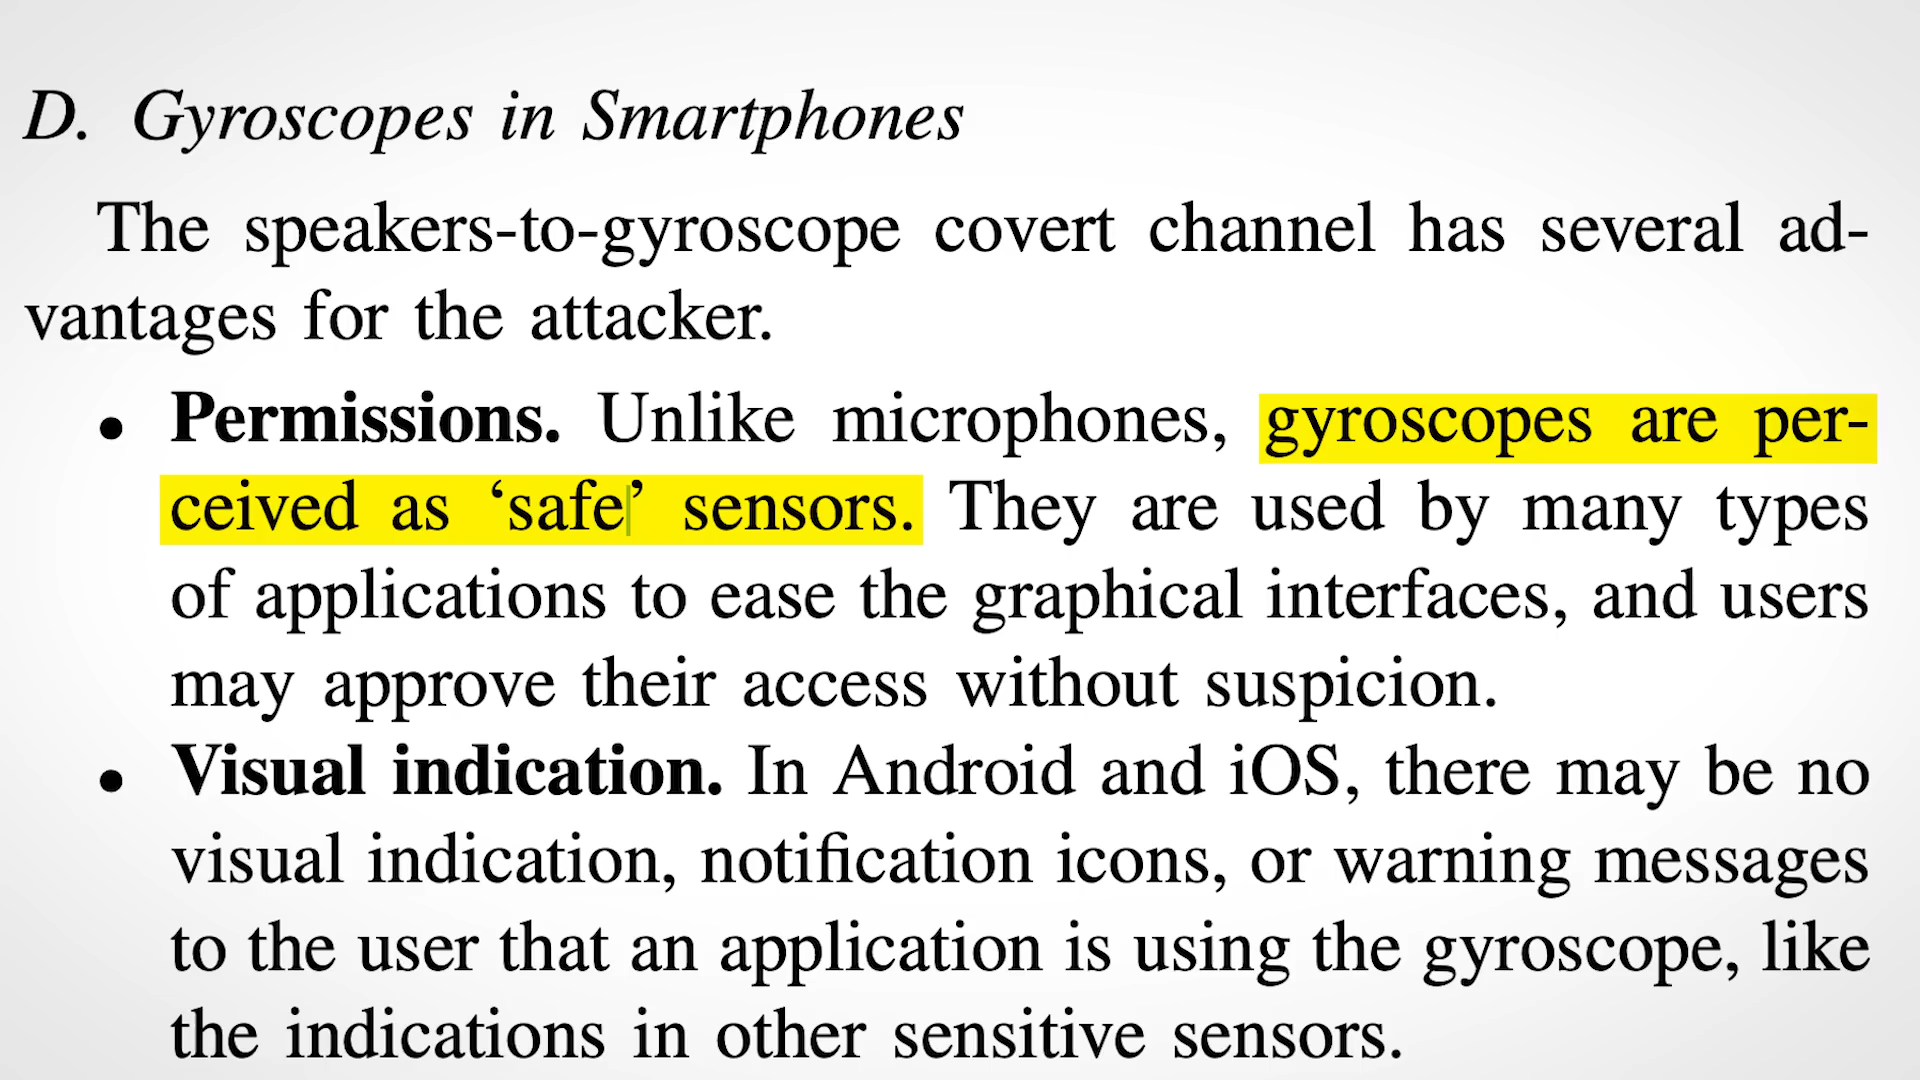 D. Gyroscopes in Smartphones
The speakers-to-gyroscope covert channel has several ad-
vantages for the attacker.
• Permissions. Unlike microphones, gyroscopes are per-
ceived as ‘safe’ sensors. They are used by many types
of applications to ease the graphical interfaces, and users
may approve their access without suspicion.
• Visual indication. In Android and iOS, there may be no
visual indication, notification icons, or warning messages
to the user that an application is using the gyroscope, like
the indications in other sensitive sensors.